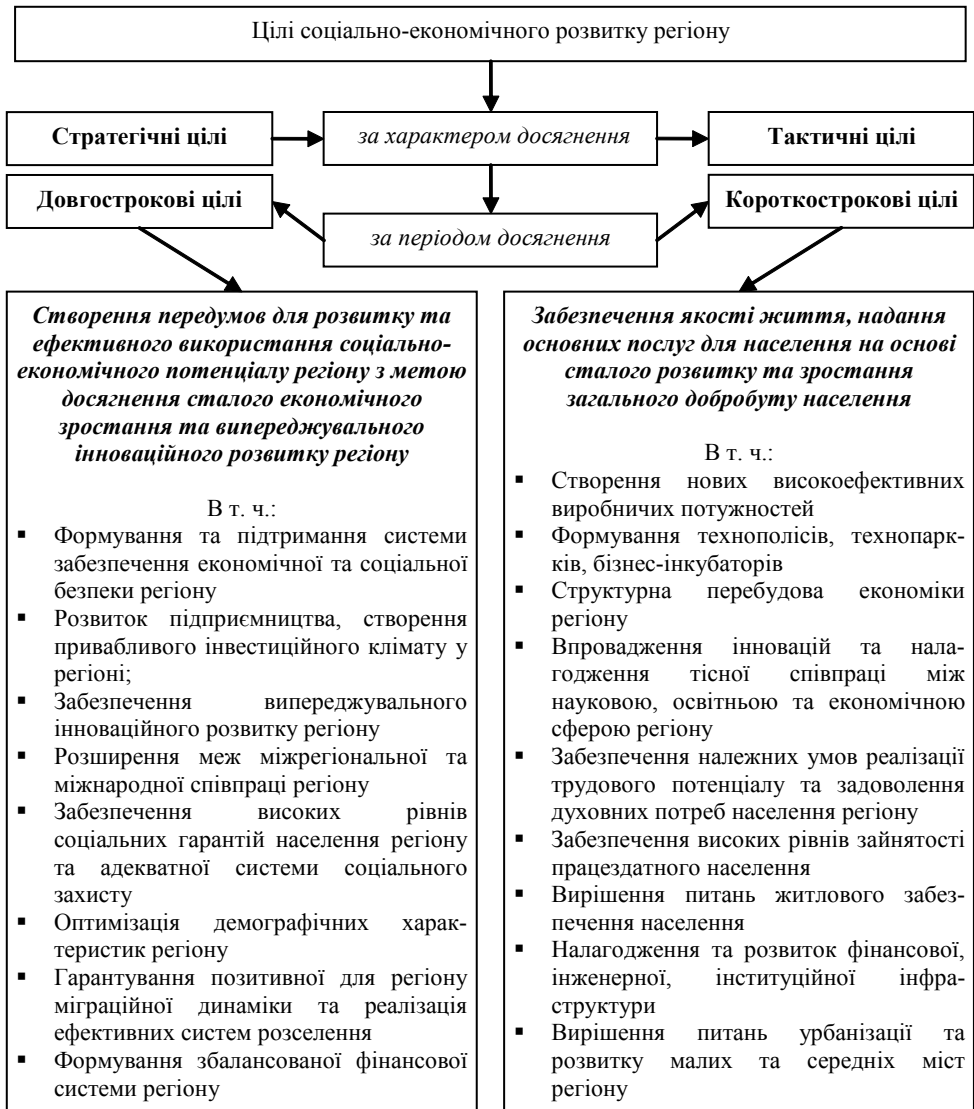 Цілі соціально-економічного розвитку регіону
Стратегічні цілі
за характером досягнення
Тактичні цілі
Довгострокові цілі
за періодом досягнення
Короткострокові цілі
Створення передумов для розвитку та
ефективного використання соціально-
економічного потенціалу регіону з метою
досягнення сталого економічного
зростання та випереджувального
інноваційного розвитку регіону
В т. ч.:
▪ Формування та підтримання системи
забезпечення економічної та соціальної
безпеки регіону
▪ Розвиток підприємництва, створення
привабливого інвестиційного клімату у
регіоні;
▪ Забезпечення випереджувального
інноваційного розвитку регіону
▪ Розширення меж міжрегіональної та
міжнародної співпраці регіону
▪ Забезпечення високих рівнів
соціальних гарантій населення регіону
та адекватної системи соціального
захисту
▪ Оптимізація демографічних харак-
теристик регіону
▪ Гарантування позитивної для регіону
міграційної динаміки та реалізація
ефективних систем розселення
▪ Формування збалансованої фінансової
системи регіону
Забезпечення якості життя, надання
основних послуг для населення на основі
сталого розвитку та зростання
загального добробуту населення
В т. ч.:
▪ Створення нових високоефективних
виробничих потужностей
▪ Формування технополісів, технопарк-
ків, бізнес-інкубаторів
▪ Структурна перебудова економіки
регіону
▪ Впровадження інновацій та нала-
годження тісної співпраці між
науковою, освітньою та економічною
сферою регіону
▪ Забезпечення належних умов реалізації
трудового потенціалу та задоволення
духовних потреб населення регіону
▪ Забезпечення високих рівнів зайнятості
працездатного населення
▪ Вирішення питань житлового забез-
печення населення
▪ Налагодження та розвиток фінансової,
інженерної, інституційної інфра-
структури
▪ Вирішення питань урбанізації та
розвитку малих та середніх міст
регіону